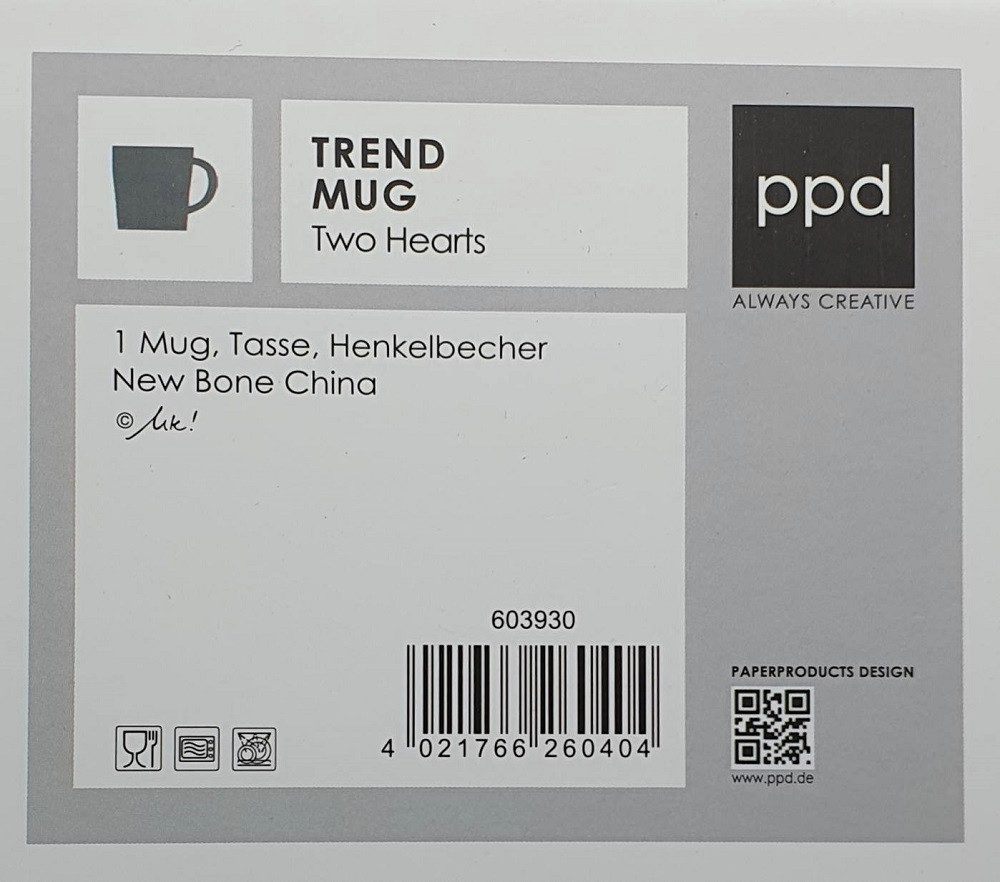 TREND
MUG
Two Hearts
ppd
ALWAYS CREATIVE
1 Mug, Tasse, Henkelbecher
New Bone China
©
603930
4 021766 260404
PAPERPRODUCTS DESIGN
www.ppd.de